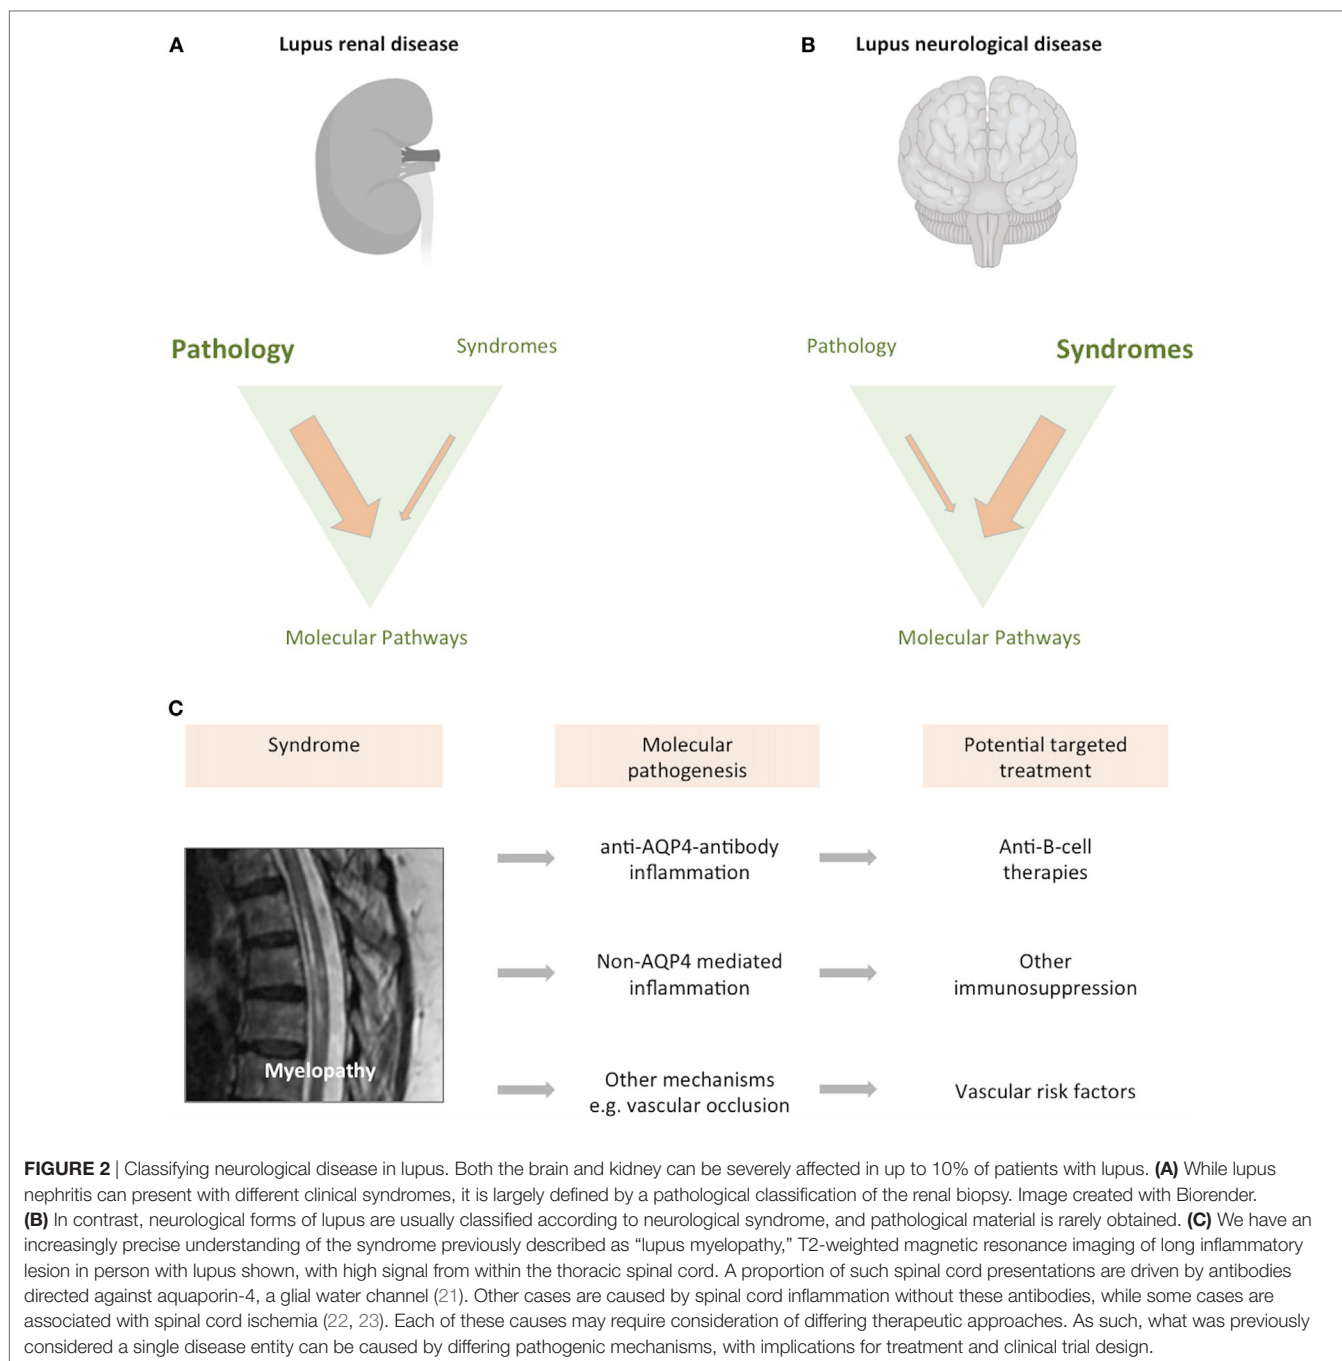 A
Lupus renal disease
B
Lupus neurological disease
Pathology
Syndromes
Pathology
Syndromes
Molecular Pathways
Molecular Pathways
C
Syndrome
Molecular
pathogenesis
Potential targeted
treatment
Myelopathy
anti-AQP4-antibody
inflammation
Anti-B-cell
therapies
Non-AQP4 mediated
inflammation
Other
immunosuppression
Other mechanisms
e.g. vascular occlusion
Vascular risk factors
FIGURE 2 | Classifying neurological disease in lupus. Both the brain and kidney can be severely affected in up to 10% of patients with lupus. (A) While lupus
nephritis can present with different clinical syndromes, it is largely defined by a pathological classification of the renal biopsy. Image created with Biorender.
(B) In contrast, neurological forms of lupus are usually classified according to neurological syndrome, and pathological material is rarely obtained. (C) We have an
increasingly precise understanding of the syndrome previously described as “lupus myelopathy,” T2-weighted magnetic resonance imaging of long inflammatory
lesion in person with lupus shown, with high signal from within the thoracic spinal cord. A proportion of such spinal cord presentations are driven by antibodies
directed against aquaporin-4, a glial water channel (21). Other cases are caused by spinal cord inflammation without these antibodies, while some cases are
associated with spinal cord ischemia (22, 23). Each of these causes may require consideration of differing therapeutic approaches. As such, what was previously
considered a single disease entity can be caused by differing pathogenic mechanisms, with implications for treatment and clinical trial design.